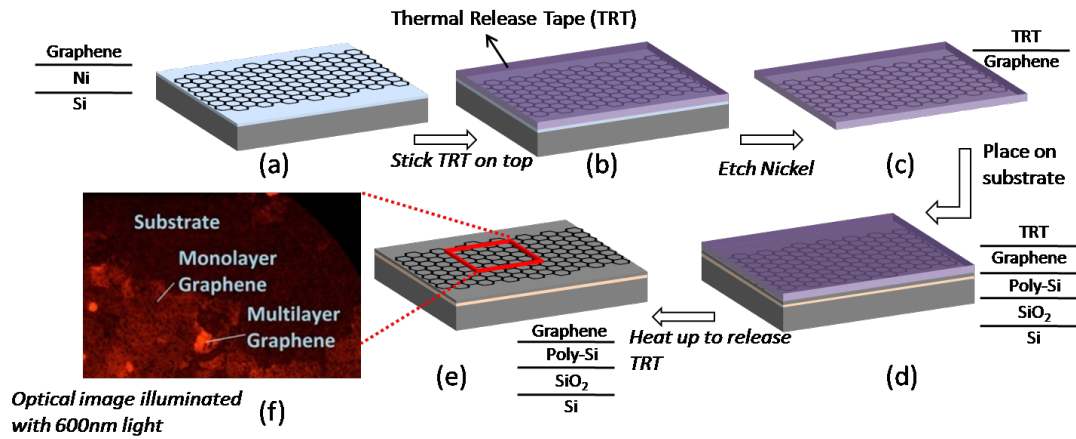 Thermal Release Tape (TRT)
Graphene
Ni
Si
TRT
Graphene
(a)
Stick TRT on top
(b)
Etch Nickel
(c)
Place on
substrate
Substrate
Monolayer
Graphene
Multilayer
Graphene
Optical image illuminated
with 600nm light
(f)
(e)
Graphene
Poly-Si
SiO₂
Si
Heat up to release
TRT
(d)
TRT
Graphene
Poly-Si
SiO₂
Si